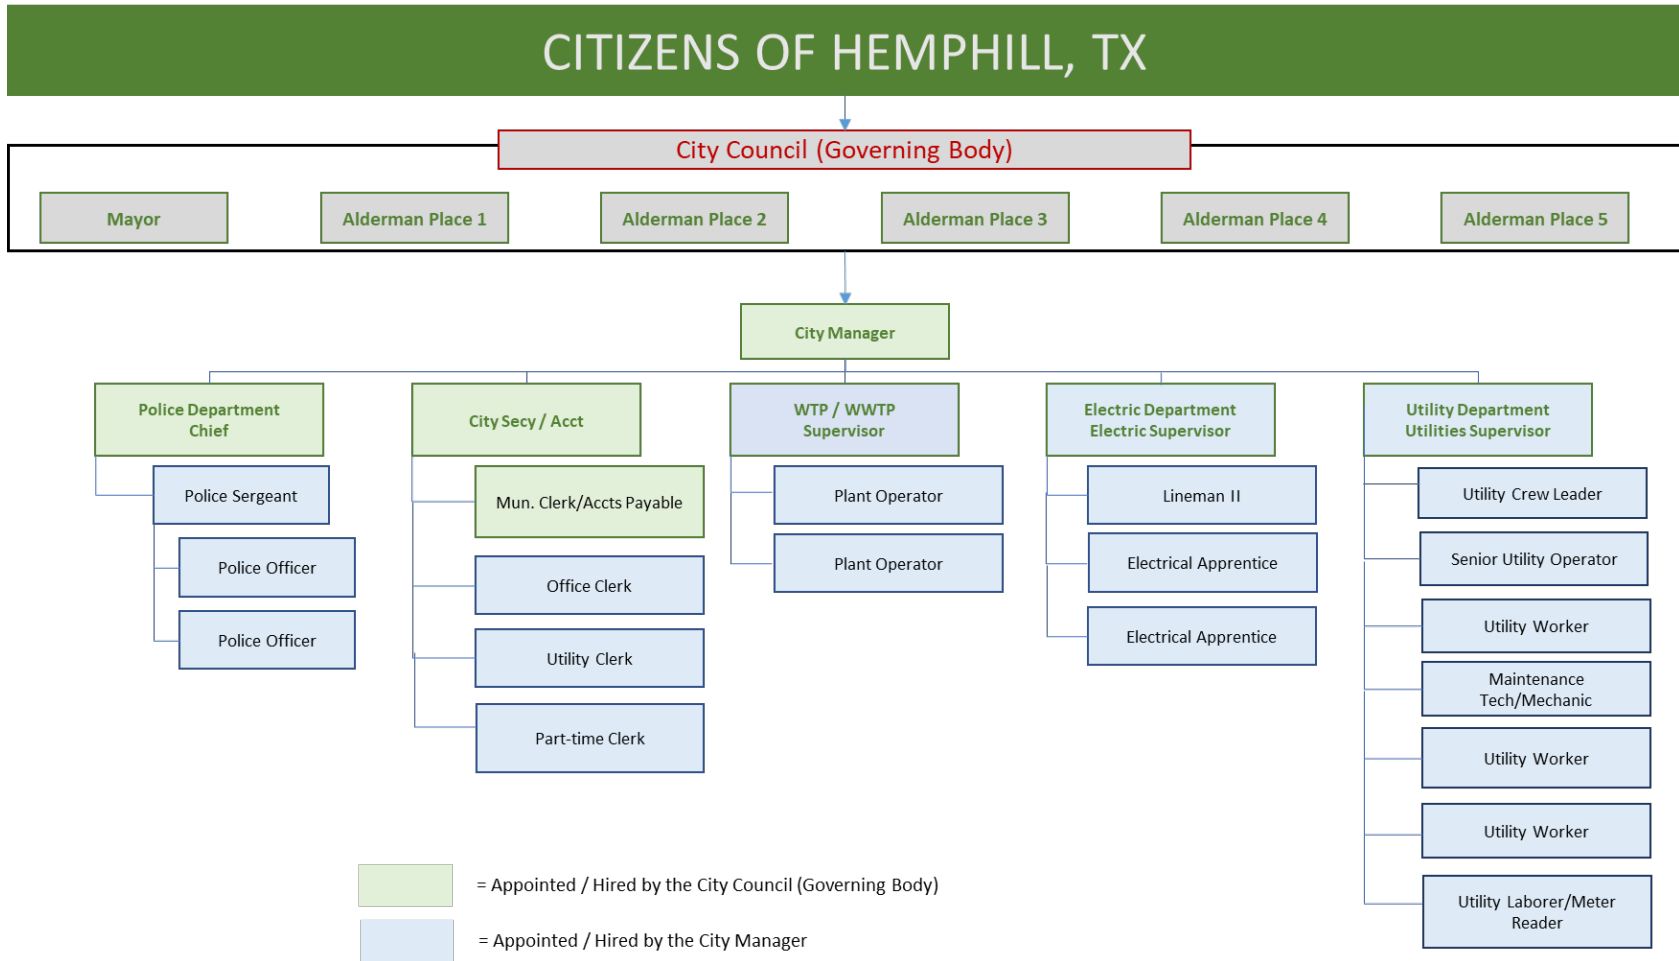 CITIZENS OF HEMPHILL, TX
City Council (Governing Body)
Mayor
Alderman Place 1
Alderman Place 2
Alderman Place 3
Alderman Place 4
Alderman Place 5
City Manager
Police Department
Chief
Police Sergeant
Police Officer
Police Officer
City Secy / Acct
Mun. Clerk/Accts Payable
Office Clerk
Utility Clerk
Part-time Clerk
WTP / WWTP
Supervisor
Plant Operator
Plant Operator
Electric Department
Electric Supervisor
Lineman II
Electrical Apprentice
Electrical Apprentice
Utility Department
Utilities Supervisor
Utility Crew Leader
Senior Utility Operator
Utility Worker
Maintenance
Tech/Mechanic
Utility Worker
Utility Worker
Utility Laborer/Meter
Reader
= Appointed / Hired by the City Council (Governing Body)
= Appointed / Hired by the City Manager